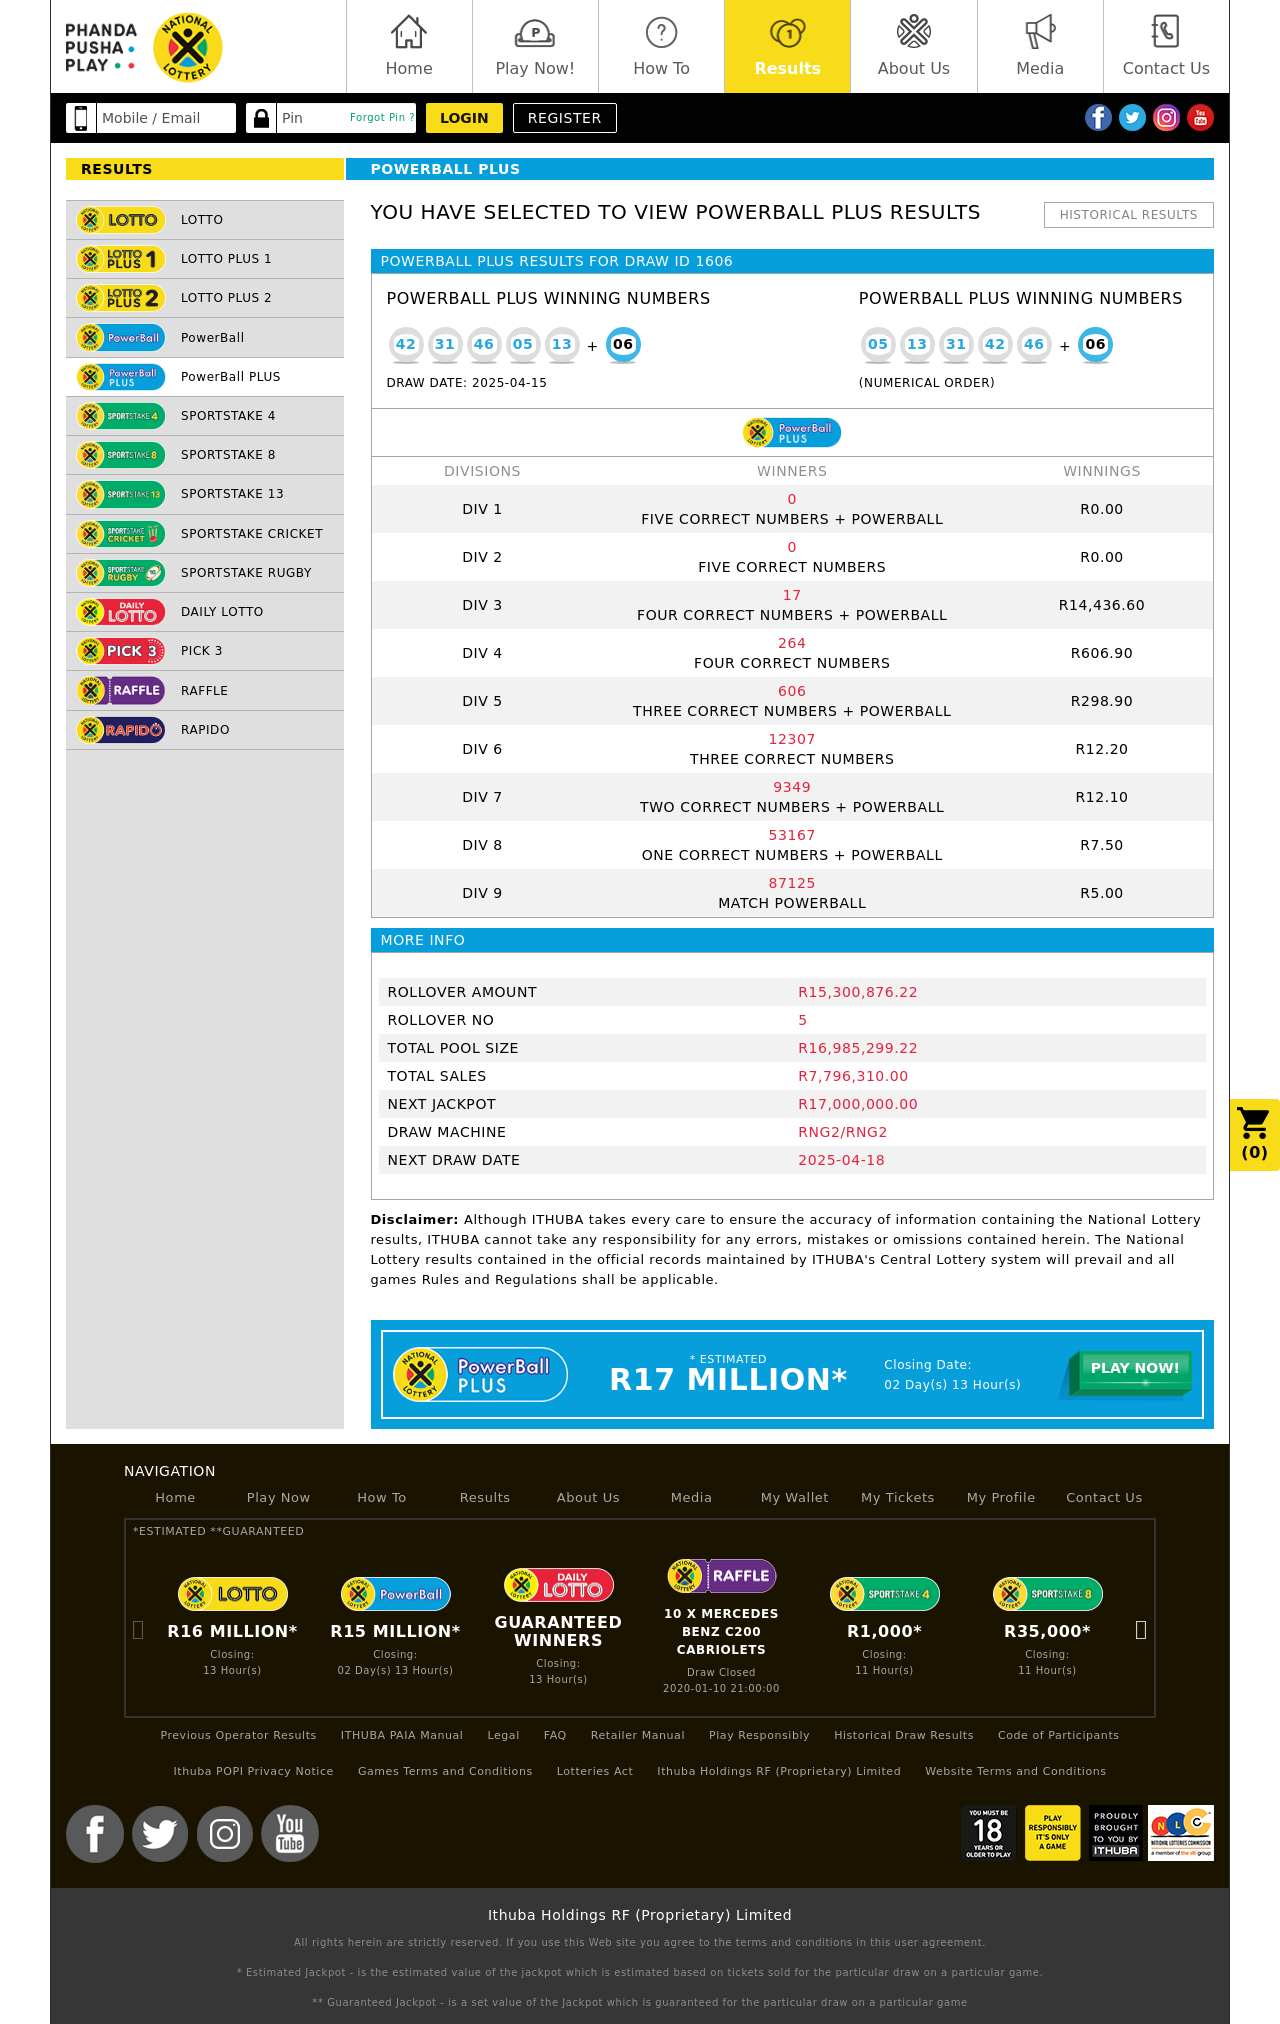 PHANDA
PUSHA
PLAY
NATIONAL
LOTTERY
Home
Play Now!
How To
Results
About Us
Media
Contact Us
Mobile / Email
Pin
Forgot Pin ?
LOGIN
REGISTER
RESULTS
LOTTO LOTTO
LOTTO PLUS 1 LOTTO PLUS 1
LOTTO PLUS 2 LOTTO PLUS 2
PowerBall PowerBall
PowerBall PLUS PowerBall PLUS
SPORTSTAKE 4 SPORTSTAKE 4
SPORTSTAKE 8 SPORTSTAKE 8
SPORTSTAKE 13 SPORTSTAKE 13
SPORTSTAKE CRICKET SPORTSTAKE CRICKET
SPORTSTAKE RUGBY SPORTSTAKE RUGBY
DAILY LOTTO DAILY LOTTO
PICK 3 PICK 3
RAFFLE RAFFLE
RAPIDO RAPIDO
POWERBALL PLUS
YOU HAVE SELECTED TO VIEW POWERBALL PLUS RESULTS
HISTORICAL RESULTS
POWERBALL PLUS RESULTS FOR DRAW ID 1606
POWERBALL PLUS WINNING NUMBERS
42 31 46 05 13 + 06
DRAW DATE: 2025-04-15
POWERBALL PLUS WINNING NUMBERS
05 13 31 42 46 + 06
(NUMERICAL ORDER)
PowerBall
PLUS
DIVISIONS WINNERS WINNINGS
DIV 1 0 FIVE CORRECT NUMBERS + POWERBALL R0.00
DIV 2 0 FIVE CORRECT NUMBERS R0.00
DIV 3 17 FOUR CORRECT NUMBERS + POWERBALL R14,436.60
DIV 4 264 FOUR CORRECT NUMBERS R606.90
DIV 5 606 THREE CORRECT NUMBERS + POWERBALL R298.90
DIV 6 12307 THREE CORRECT NUMBERS R12.20
DIV 7 9349 TWO CORRECT NUMBERS + POWERBALL R12.10
DIV 8 53167 ONE CORRECT NUMBERS + POWERBALL R7.50
DIV 9 87125 MATCH POWERBALL R5.00
MORE INFO
ROLLOVER AMOUNT R15,300,876.22
ROLLOVER NO 5
TOTAL POOL SIZE R16,985,299.22
TOTAL SALES R7,796,310.00
NEXT JACKPOT R17,000,000.00
DRAW MACHINE RNG2/RNG2
NEXT DRAW DATE 2025-04-18
(0)
Disclaimer: Although ITHUBA takes every care to ensure the accuracy of information containing the National Lottery
results, ITHUBA cannot take any responsibility for any errors, mistakes or omissions contained herein. The National
Lottery results contained in the official records maintained by ITHUBA's Central Lottery system will prevail and all
games Rules and Regulations shall be applicable.
NATIONAL
LOTTERY
PowerBall
PLUS
* ESTIMATED
R17 MILLION*
Closing Date:
02 Day(s) 13 Hour(s)
PLAY NOW!
NAVIGATION
Home Play Now How To Results About Us Media My Wallet My Tickets My Profile Contact Us
*ESTIMATED **GUARANTEED
LOTTO
R16 MILLION*
Closing:
13 Hour(s)
PowerBall
R15 MILLION*
Closing:
02 Day(s) 13 Hour(s)
DAILY
LOTTO
GUARANTEED
WINNERS
Closing:
13 Hour(s)
RAFFLE
10 X MERCEDES
BENZ C200
CABRIOLETS
Draw Closed
2020-01-10 21:00:00
SPORTSTAKE 4
R1,000*
Closing:
11 Hour(s)
SPORTSTAKE 8
R35,000*
Closing:
11 Hour(s)
Previous Operator Results ITHUBA PAIA Manual Legal FAQ Retailer Manual Play Responsibly Historical Draw Results Code of Participants
Ithuba POPI Privacy Notice Games Terms and Conditions Lotteries Act Ithuba Holdings RF (Proprietary) Limited Website Terms and Conditions
You
Tube
YOU MUST BE
18
YEARS OR
OLDER TO PLAY
PLAY
RESPONSIBLY
IT'S ONLY
A GAME
PROUDLY
BROUGHT
TO YOU BY
ITHUBA
NLC
NATIONAL LOTTERIES COMMISSION
a member of the dti group
Ithuba Holdings RF (Proprietary) Limited
All rights herein are strictly reserved. If you use this Web site you agree to the terms and conditions in this user agreement.
* Estimated Jackpot - is the estimated value of the jackpot which is estimated based on tickets sold for the particular draw on a particular game.
** Guaranteed Jackpot - is a set value of the Jackpot which is guaranteed for the particular draw on a particular game